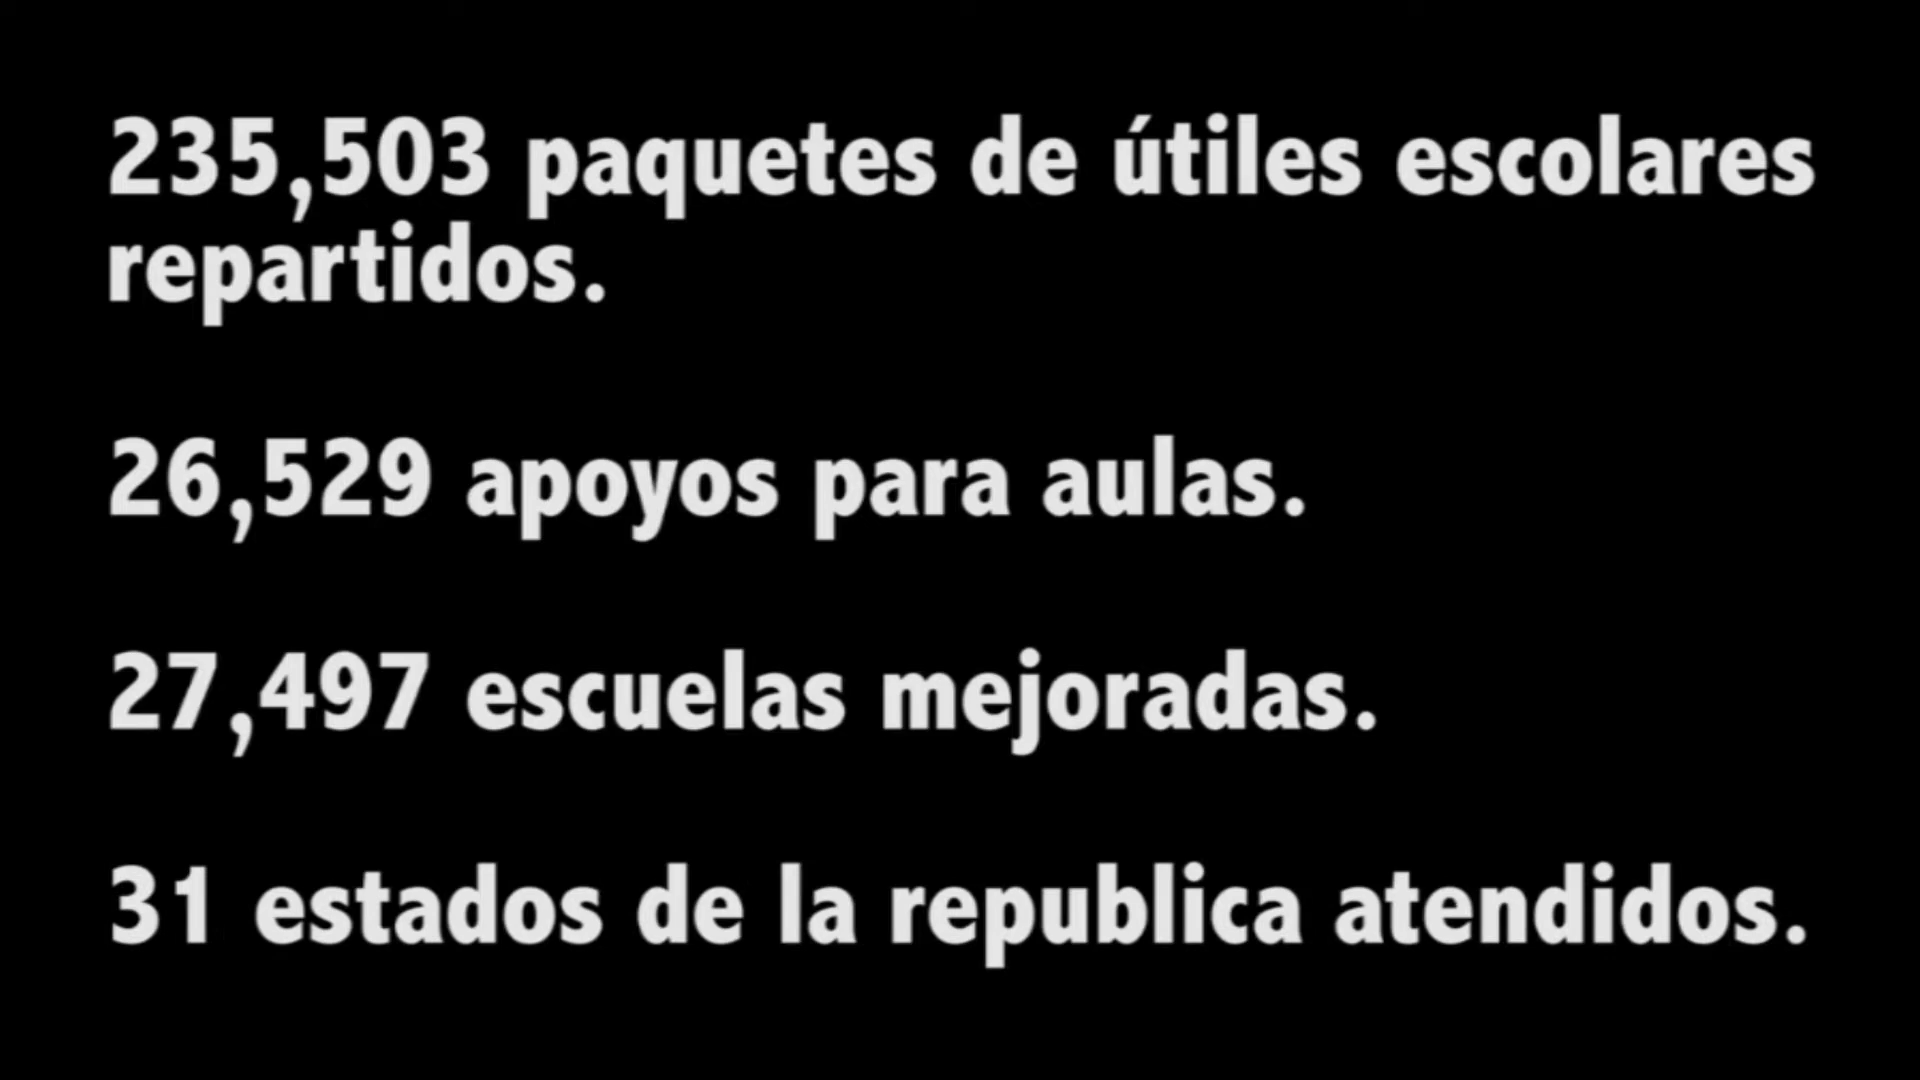 235,503 paquetes de útiles escolares
repartidos.
26,529 apoyos para aulas.
27,497 escuelas mejoradas.
31 estados de la republica atendidos.